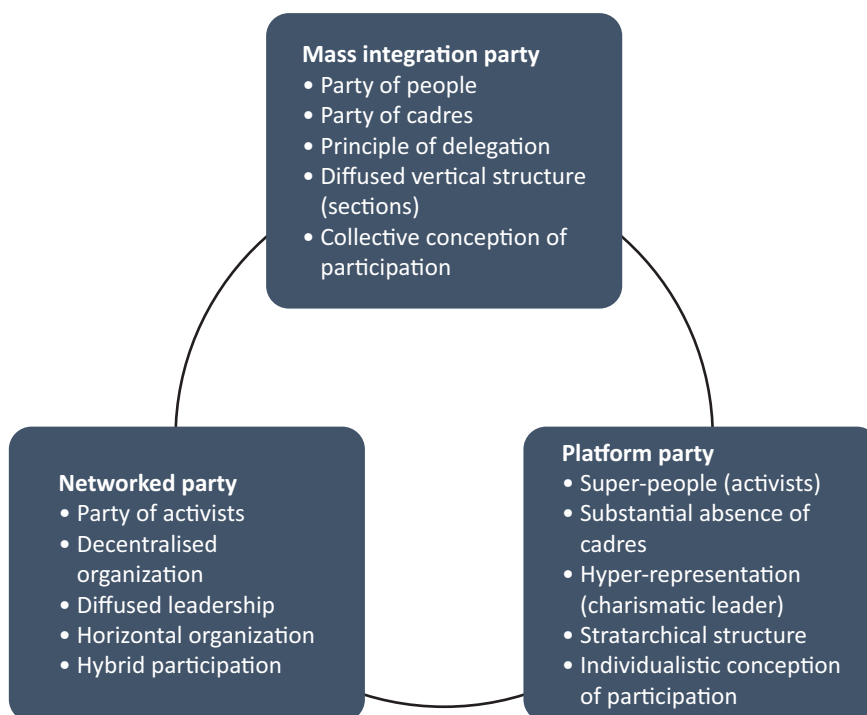 Mass integration party
• Party of people
• Party of cadres
• Principle of delegation
• Diffused vertical structure
(sections)
• Collective conception of
participation
Networked party
• Party of activists
• Decentralised
organization
• Diffused leadership
• Horizontal organization
• Hybrid participation
Platform party
• Super-people (activists)
• Substantial absence of
cadres
• Hyper-representation
(charismatic leader)
• Stratarchical structure
• Individualistic conception
of participation